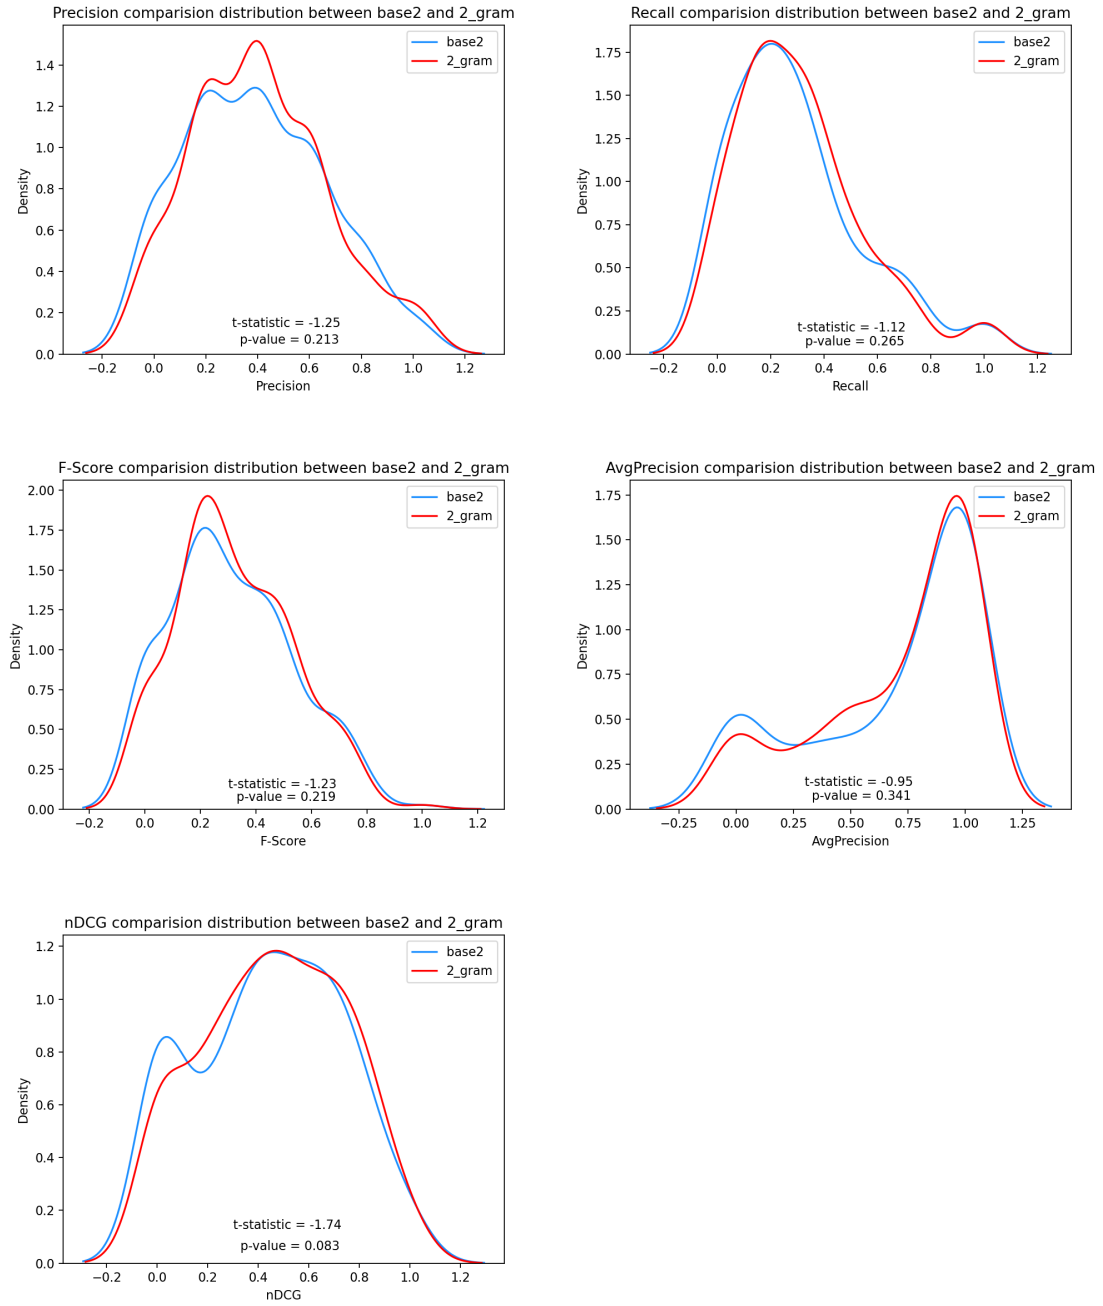 Precision comparision distribution between base2 and 2_gram
base2
2_gram
1.4
1.2
1.0
0.8
0.6
0.4
0.2
0.0
Density
t-statistic = -1.25
p-value = 0.213
−0.2 0.0 0.2 0.4 0.6 0.8 1.0 1.2
Precision
Recall comparision distribution between base2 and 2_gram
base2
2_gram
1.75
1.50
1.25
1.00
0.75
0.50
0.25
0.00
Density
t-statistic = -1.12
p-value = 0.265
−0.2 0.0 0.2 0.4 0.6 0.8 1.0 1.2
Recall
F-Score comparision distribution between base2 and 2_gram
base2
2_gram
2.00
1.75
1.50
1.25
1.00
0.75
0.50
0.25
0.00
Density
t-statistic = -1.23
p-value = 0.219
−0.2 0.0 0.2 0.4 0.6 0.8 1.0 1.2
F-Score
AvgPrecision comparision distribution between base2 and 2_gram
base2
2_gram
1.75
1.50
1.25
1.00
0.75
0.50
0.25
0.00
Density
t-statistic = -0.95
p-value = 0.341
−0.25 0.00 0.25 0.50 0.75 1.00 1.25
AvgPrecision
nDCG comparision distribution between base2 and 2_gram
base2
2_gram
1.2
1.0
0.8
0.6
0.4
0.2
0.0
Density
t-statistic = -1.74
p-value = 0.083
−0.2 0.0 0.2 0.4 0.6 0.8 1.0 1.2
nDCG